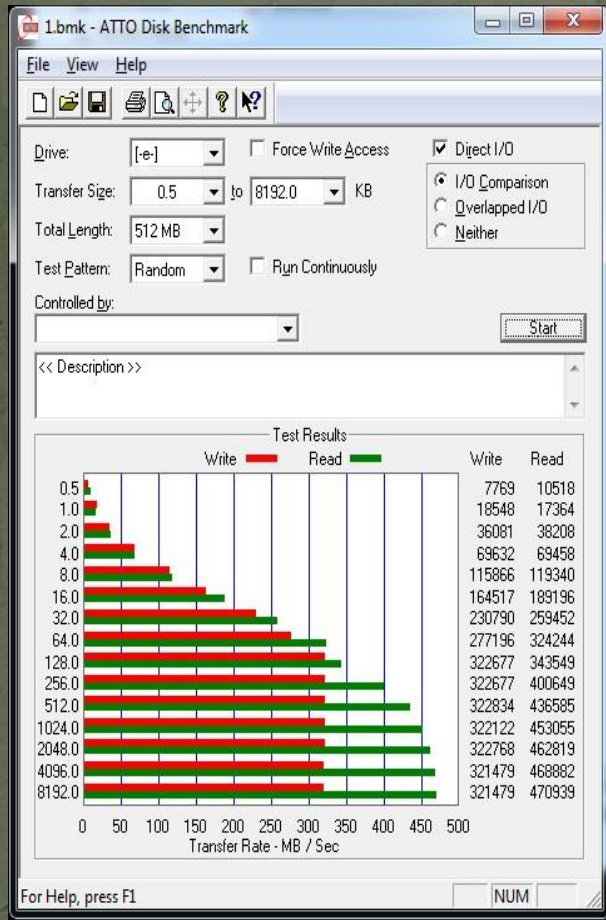 1.bmk - ATTO Disk Benchmark
File View Help
Drive: [-e-] Force Write Access Direct I/O
Transfer Size: 0.5 to 8192.0 KB I/O Comparison
Overlapped I/O
Total Length: 512 MB Neither
Test Pattern: Random Run Continuously
Controlled by:
Start
<< Description >>
Test Results
Write Read Write Read
0.5 7769 10518
1.0 18548 17364
2.0 36081 38208
4.0 69632 69458
8.0 115866 119340
16.0 164517 189196
32.0 230790 259452
64.0 277196 324244
128.0 322677 343549
256.0 322677 400649
512.0 322834 436585
1024.0 322122 453055
2048.0 322768 462819
4096.0 321479 468882
8192.0 321479 470939
0 50 100 150 200 250 300 350 400 450 500
Transfer Rate - MB / Sec
For Help, press F1 NUM